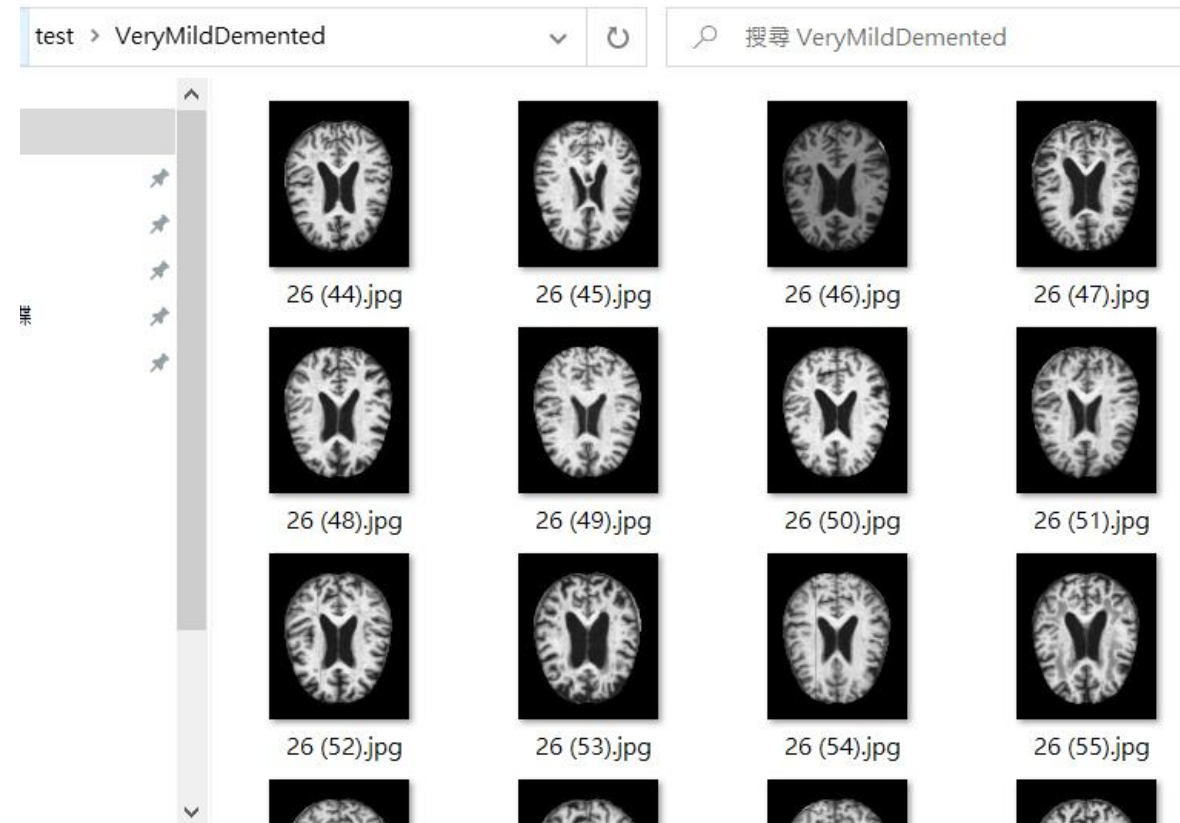 test > VeryMildDemented
搜尋 VeryMildDemented
26 (44).jpg
26 (45).jpg
26 (46).jpg
26 (47).jpg
26 (48).jpg
26 (49).jpg
26 (50).jpg
26 (51).jpg
26 (52).jpg
26 (53).jpg
26 (54).jpg
26 (55).jpg